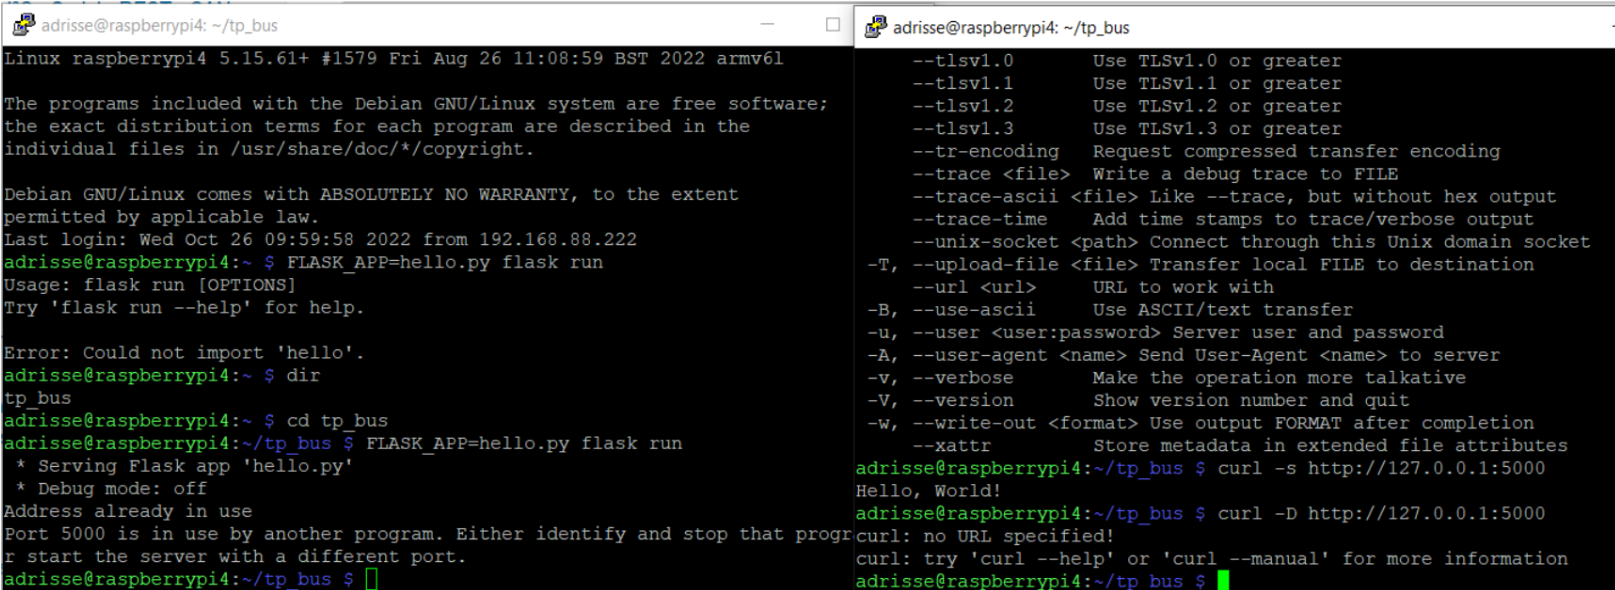 adrisse@raspberrypi4: ~/tp_bus
Linux raspberrypi4 5.15.61+ #1579 Fri Aug 26 11:08:59 BST 2022 armv6l
The programs included with the Debian GNU/Linux system are free software;
the exact distribution terms for each program are described in the
individual files in /usr/share/doc/*/copyright.
Debian GNU/Linux comes with ABSOLUTELY NO WARRANTY, to the extent
permitted by applicable law.
Last login: Wed Oct 26 09:59:58 2022 from 192.168.88.222
adrisse@raspberrypi4:~ $ FLASK_APP=hello.py flask run
Usage: flask run [OPTIONS]
Try 'flask run --help' for help.
Error: Could not import 'hello'.
adrisse@raspberrypi4:~ $ dir
tp_bus
adrisse@raspberrypi4:~ $ cd tp_bus
adrisse@raspberrypi4:~/tp_bus $ FLASK_APP=hello.py flask run
 * Serving Flask app 'hello.py'
 * Debug mode: off
Address already in use
Port 5000 is in use by another program. Either identify and stop that progr
r start the server with a different port.
adrisse@raspberrypi4:~/tp_bus $
adrisse@raspberrypi4: ~/tp_bus
--tlsv1.0 Use TLSv1.0 or greater
--tlsv1.1 Use TLSv1.1 or greater
--tlsv1.2 Use TLSv1.2 or greater
--tlsv1.3 Use TLSv1.3 or greater
--tr-encoding Request compressed transfer encoding
--trace <file> Write a debug trace to FILE
--trace-ascii <file> Like --trace, but without hex output
--trace-time Add time stamps to trace/verbose output
--unix-socket <path> Connect through this Unix domain socket
-T, --upload-file <file> Transfer local FILE to destination
--url <url> URL to work with
-B, --use-ascii Use ASCII/text transfer
-u, --user <user:password> Server user and password
-A, --user-agent <name> Send User-Agent <name> to server
-v, --verbose Make the operation more talkative
-V, --version Show version number and quit
-w, --write-out <format> Use output FORMAT after completion
--xattr Store metadata in extended file attributes
adrisse@raspberrypi4:~/tp_bus $ curl -s http://127.0.0.1:5000
Hello, World!
adrisse@raspberrypi4:~/tp_bus $ curl -D http://127.0.0.1:5000
curl: no URL specified!
curl: try 'curl --help' or 'curl --manual' for more information
adrisse@raspberrypi4:~/tp_bus $